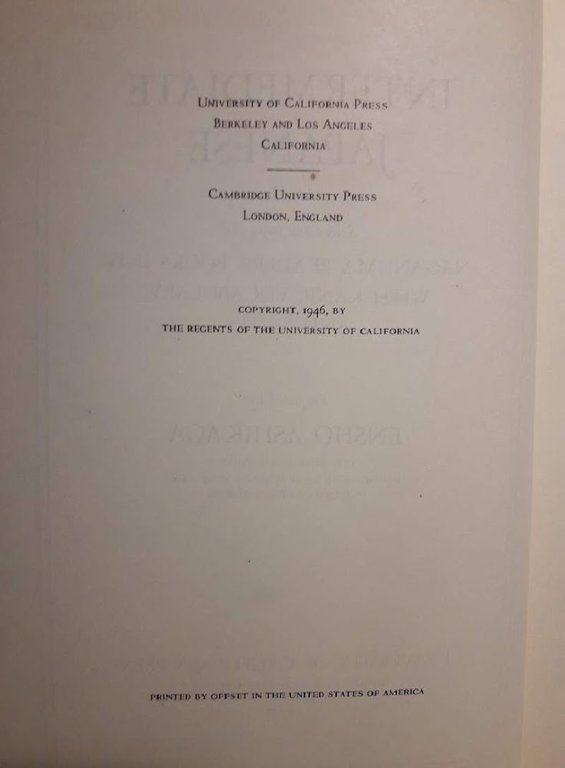 UNIVERSITY OF CALIFORNIA PRESS
BERKELEY AND LOS ANGELES
CALIFORNIA
CAMBRIDGE UNIVERSITY PRESS
LONDON, ENGLAND
COPYRIGHT, 1946, BY
THE REGENTS OF THE UNIVERSITY OF CALIFORNIA
PRINTED BY OFFSET IN THE UNITED STATES OF AMERICA